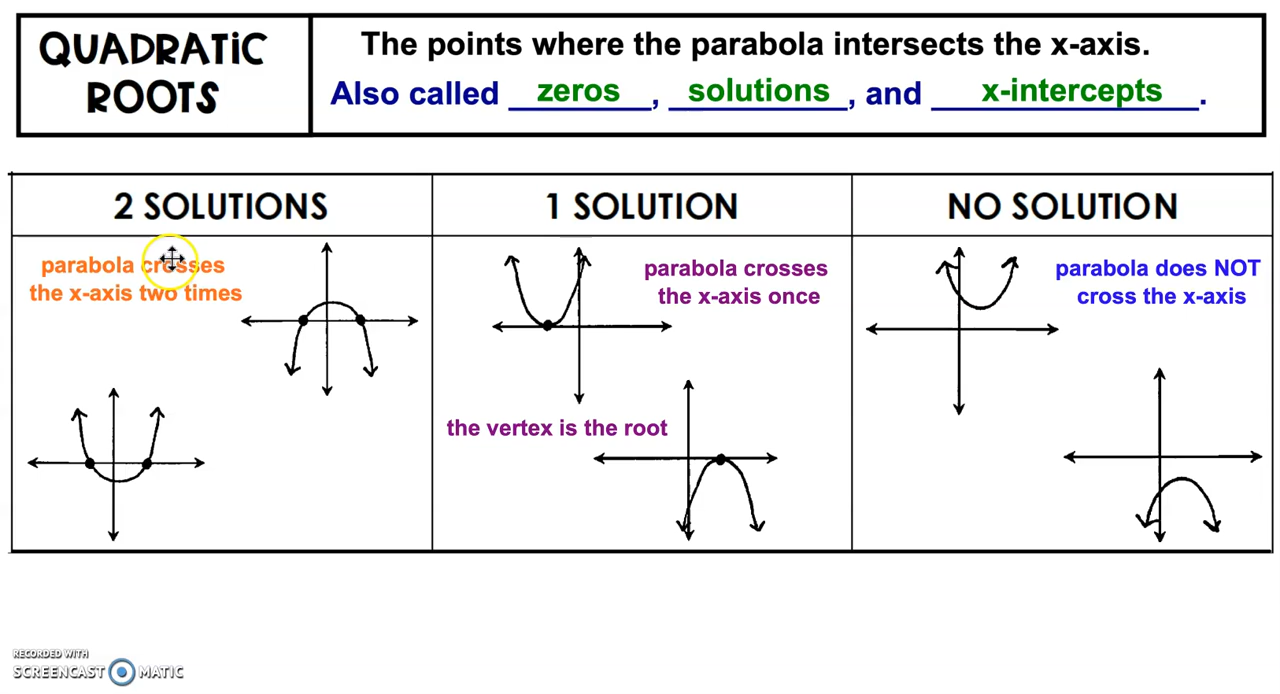 QUADRATIC
ROOTS
The points where the parabola intersects the x-axis.
Also called zeros, solutions, and x-intercepts.
2 SOLUTIONS
parabola crosses
the x-axis two times
1 SOLUTION
parabola crosses
the x-axis once
the vertex is the root
NO SOLUTION
parabola does NOT
cross the x-axis
RECORDED WITH
SCREENCAST MATIC